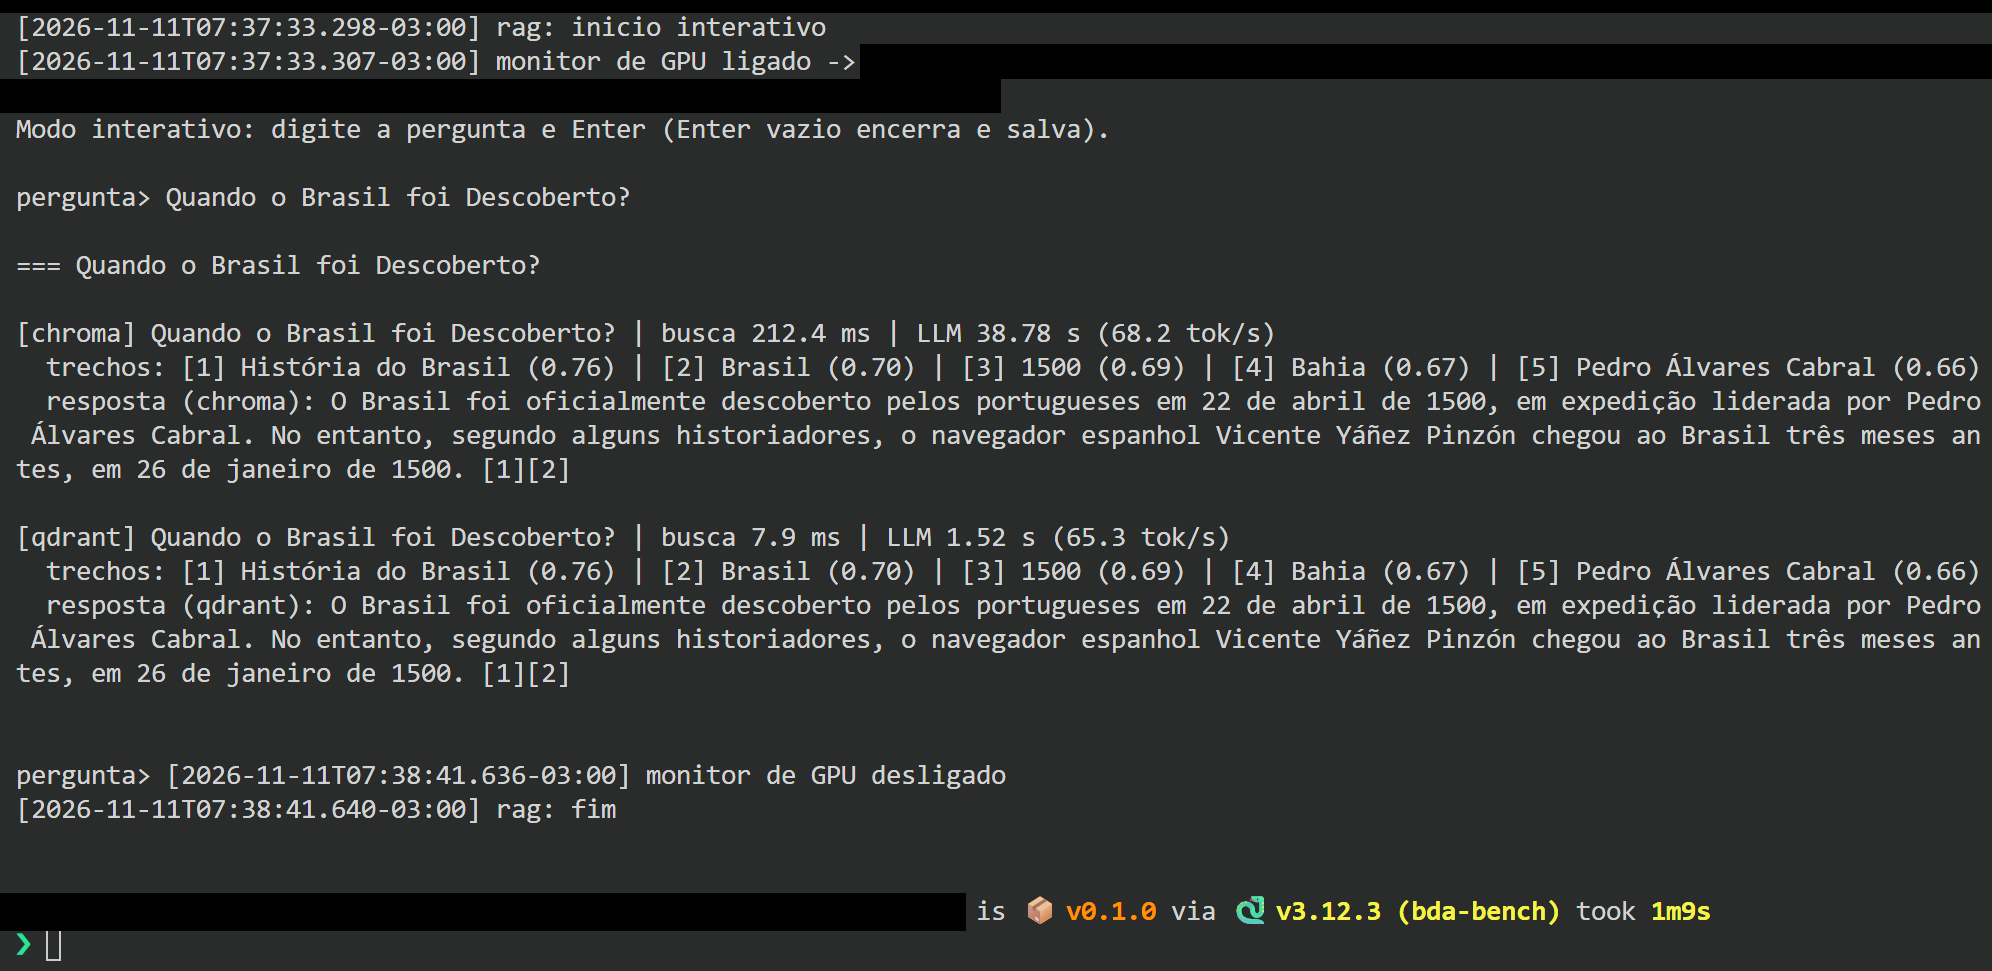 [2026-11-11T07:37:33.298-03:00] rag: inicio interativo
[2026-11-11T07:37:33.307-03:00] monitor de GPU ligado ->
Modo interativo: digite a pergunta e Enter (Enter vazio encerra e salva).
pergunta> Quando o Brasil foi Descoberto?
=== Quando o Brasil foi Descoberto?
[chroma] Quando o Brasil foi Descoberto? | busca 212.4 ms | LLM 38.78 s (68.2 tok/s)
trechos: [1] História do Brasil (0.76) | [2] Brasil (0.70) | [3] 1500 (0.69) | [4] Bahia (0.67) | [5] Pedro Álvares Cabral (0.66)
resposta (chroma): O Brasil foi oficialmente descoberto pelos portugueses em 22 de abril de 1500, em expedição liderada por Pedro
Álvares Cabral. No entanto, segundo alguns historiadores, o navegador espanhol Vicente Yáñez Pinzón chegou ao Brasil três meses an
tes, em 26 de janeiro de 1500. [1][2]
[qdrant] Quando o Brasil foi Descoberto? | busca 7.9 ms | LLM 1.52 s (65.3 tok/s)
trechos: [1] História do Brasil (0.76) | [2] Brasil (0.70) | [3] 1500 (0.69) | [4] Bahia (0.67) | [5] Pedro Álvares Cabral (0.66)
resposta (qdrant): O Brasil foi oficialmente descoberto pelos portugueses em 22 de abril de 1500, em expedição liderada por Pedro
Álvares Cabral. No entanto, segundo alguns historiadores, o navegador espanhol Vicente Yáñez Pinzón chegou ao Brasil três meses an
tes, em 26 de janeiro de 1500. [1][2]
pergunta> [2026-11-11T07:38:41.636-03:00] monitor de GPU desligado
[2026-11-11T07:38:41.640-03:00] rag: fim
is 📦 v0.1.0 via 🐍 v3.12.3 (bda-bench) took 1m9s
❯